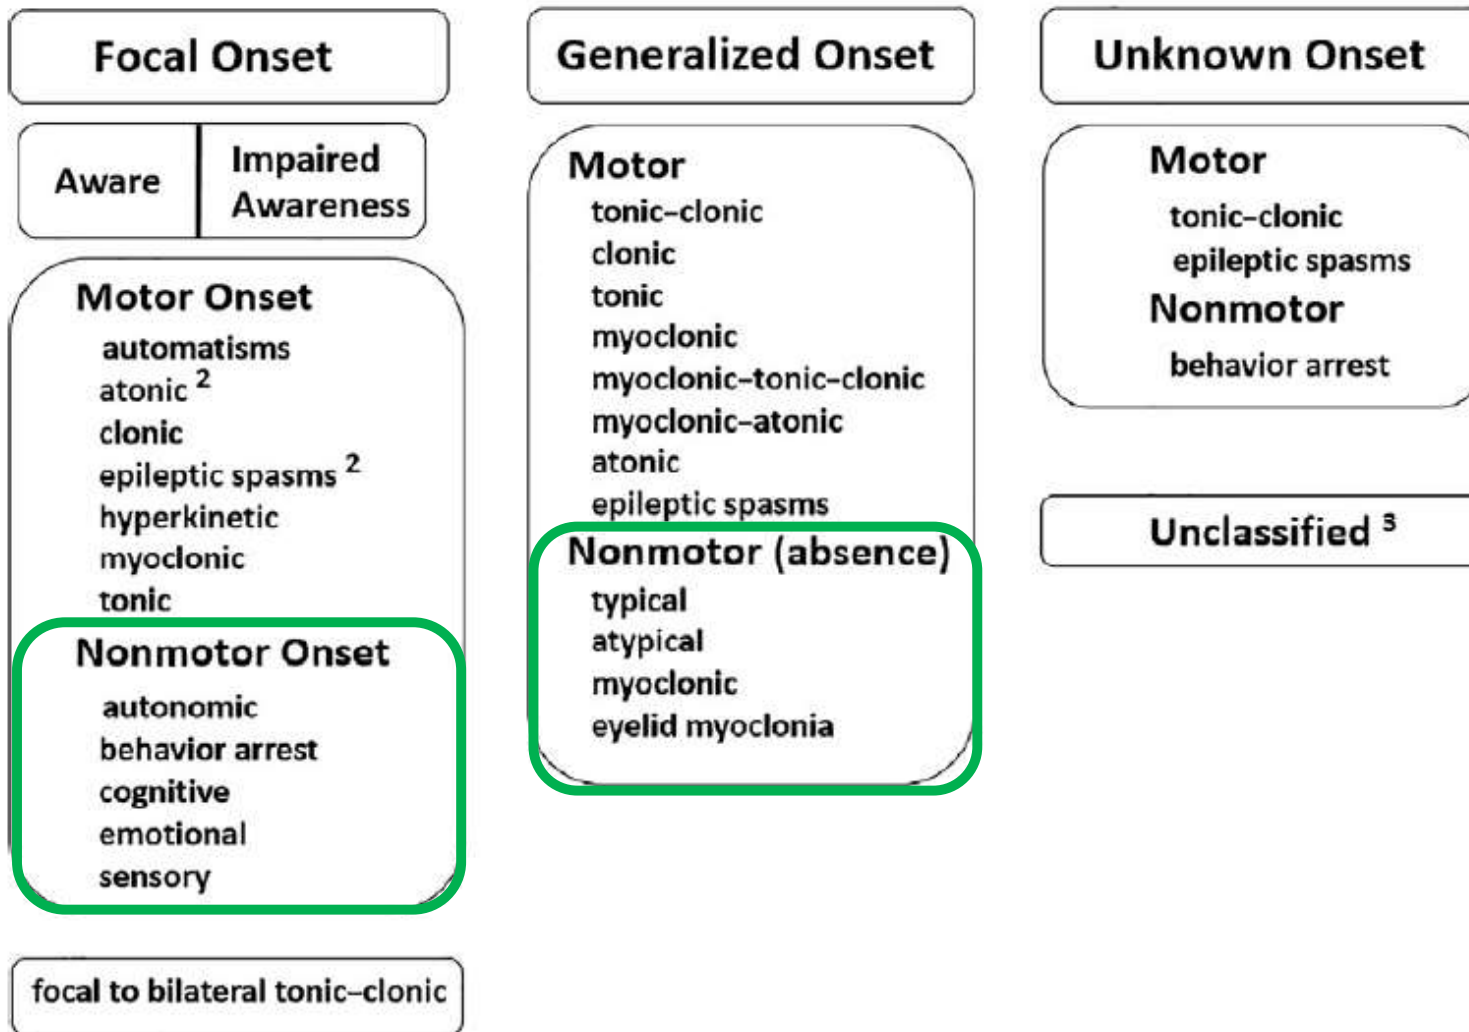 Focal Onset
Aware
Impaired
Awareness
Motor Onset
automatisms
atonic ²
clonic
epileptic spasms ²
hyperkinetic
myoclonic
tonic
Nonmotor Onset
autonomic
behavior arrest
cognitive
emotional
sensory
focal to bilateral tonic–clonic
Generalized Onset
Motor
tonic–clonic
clonic
tonic
myoclonic
myoclonic–tonic–clonic
myoclonic–atonic
atonic
epileptic spasms
Nonmotor (absence)
typical
atypical
myoclonic
eyelid myoclonia
Unknown Onset
Motor
tonic–clonic
epileptic spasms
Nonmotor
behavior arrest
Unclassified ³